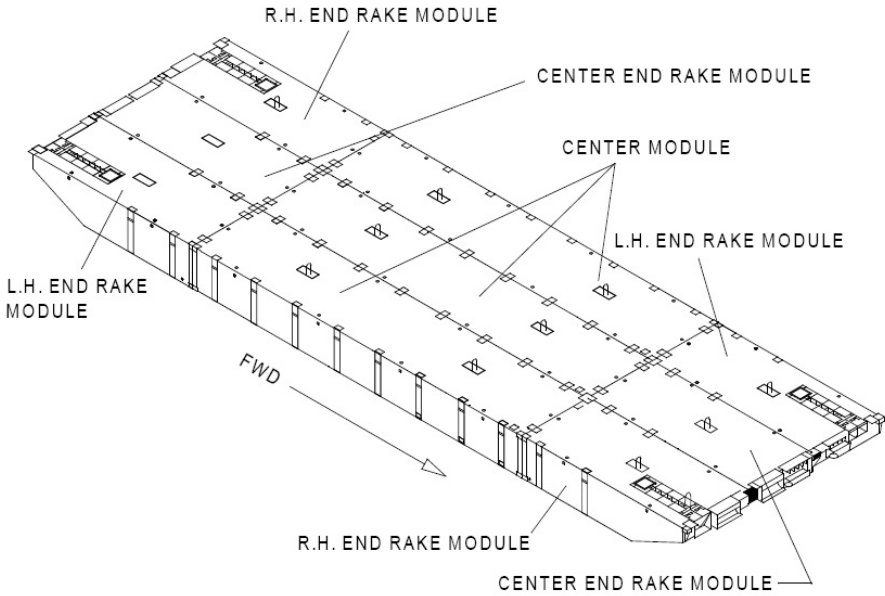 R.H. END RAKE MODULE
CENTER END RAKE MODULE
CENTER MODULE
L.H. END RAKE MODULE
L.H. END RAKE
MODULE
FWD
R.H. END RAKE MODULE
CENTER END RAKE MODULE